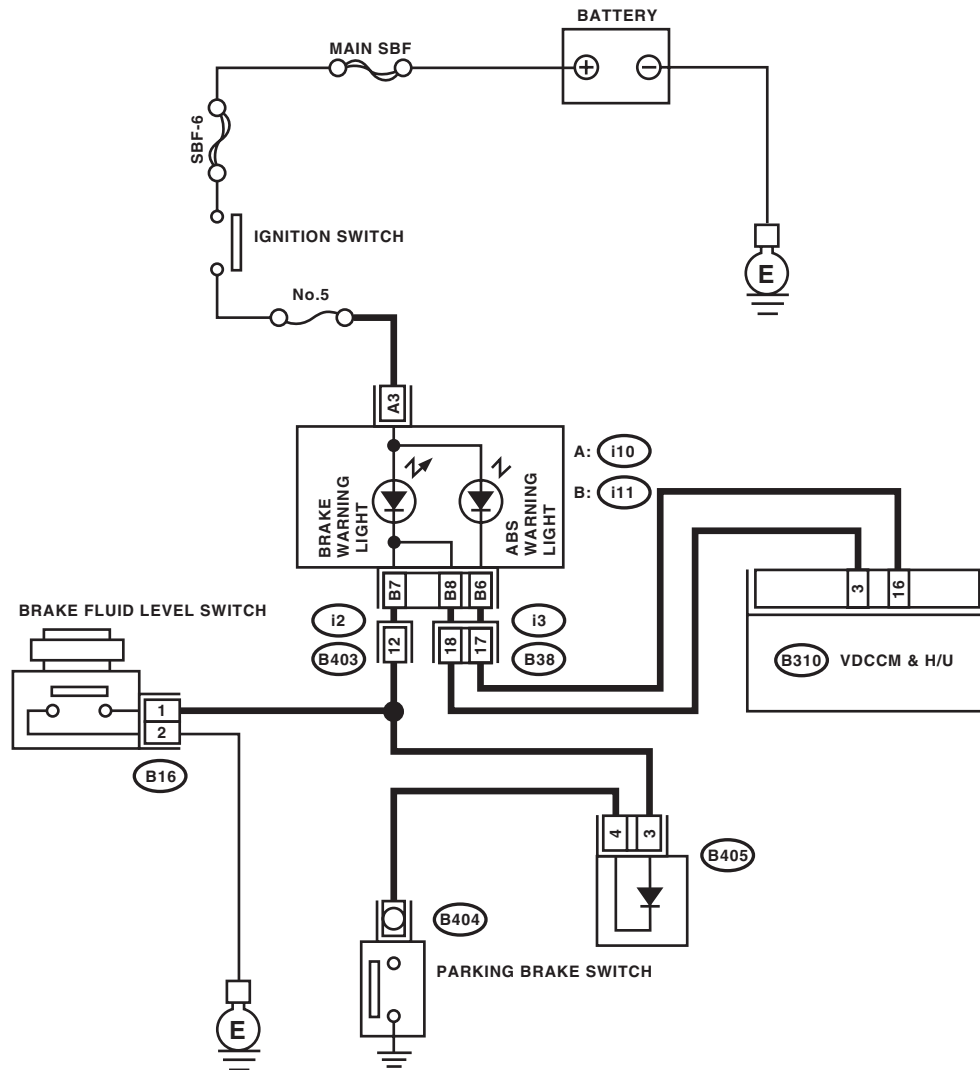 BATTERY
MAIN SBF
SBF-6
IGNITION SWITCH
E
No.5
A3
A: i10
B: i11
BRAKE
WARNING
LIGHT
ABS
WARNING
LIGHT
B7
B8
B6
3
16
BRAKE FLUID LEVEL SWITCH
i2
12
18
17
i3
B403
B38
B310
VDCCM & H/U
1
2
B16
4
3
B405
B404
PARKING BRAKE SWITCH
E